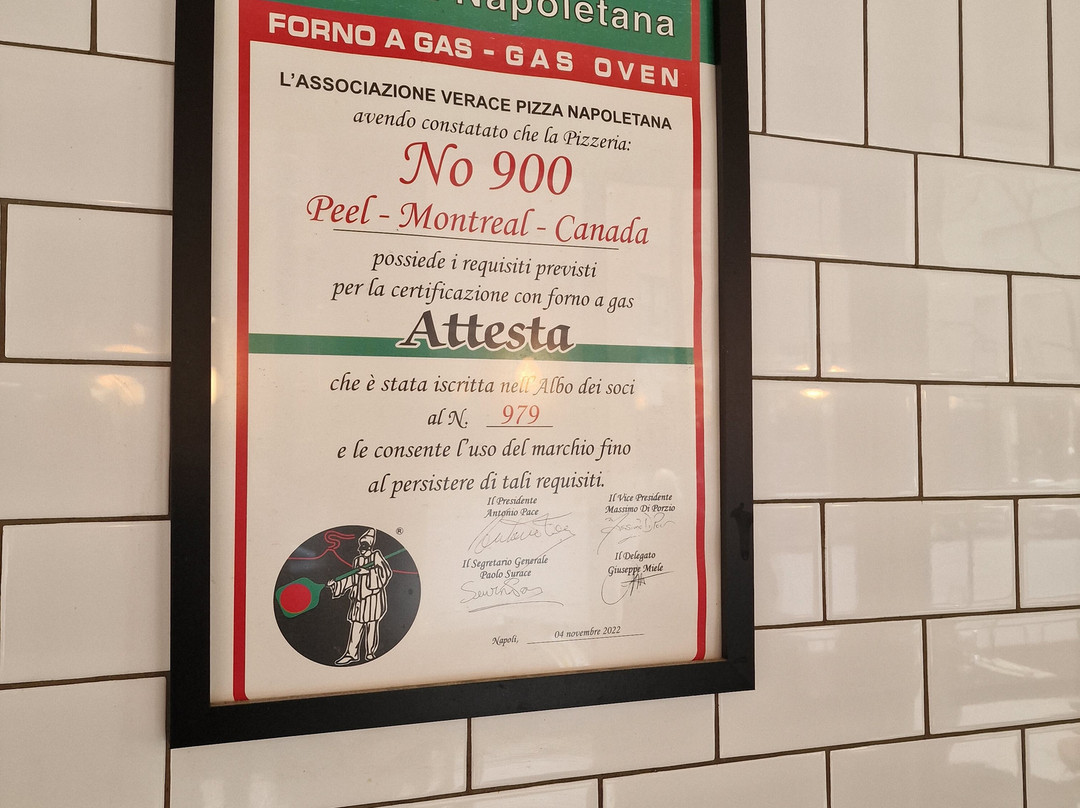 Napoletana
FORNO A GAS - GAS OVEN
L'ASSOCIAZIONE VERACE PIZZA NAPOLETANA
avendo constatato che la Pizzeria:
No 900
Peel - Montreal - Canada
possiede i requisiti previsti
per la certificazione con forno a gas
Attesta
che è stata iscritta nell'Albo dei soci
al N. 979
e le consente l'uso del marchio fino
al persistere di tali requisiti.
Il Presidente
Antonio Pace
Il Vice Presidente
Massimo Di Porzio
Il Segretario Generale
Paolo Surace
Il Delegato
Giuseppe Miele
Napoli, 04 novembre 2022
®